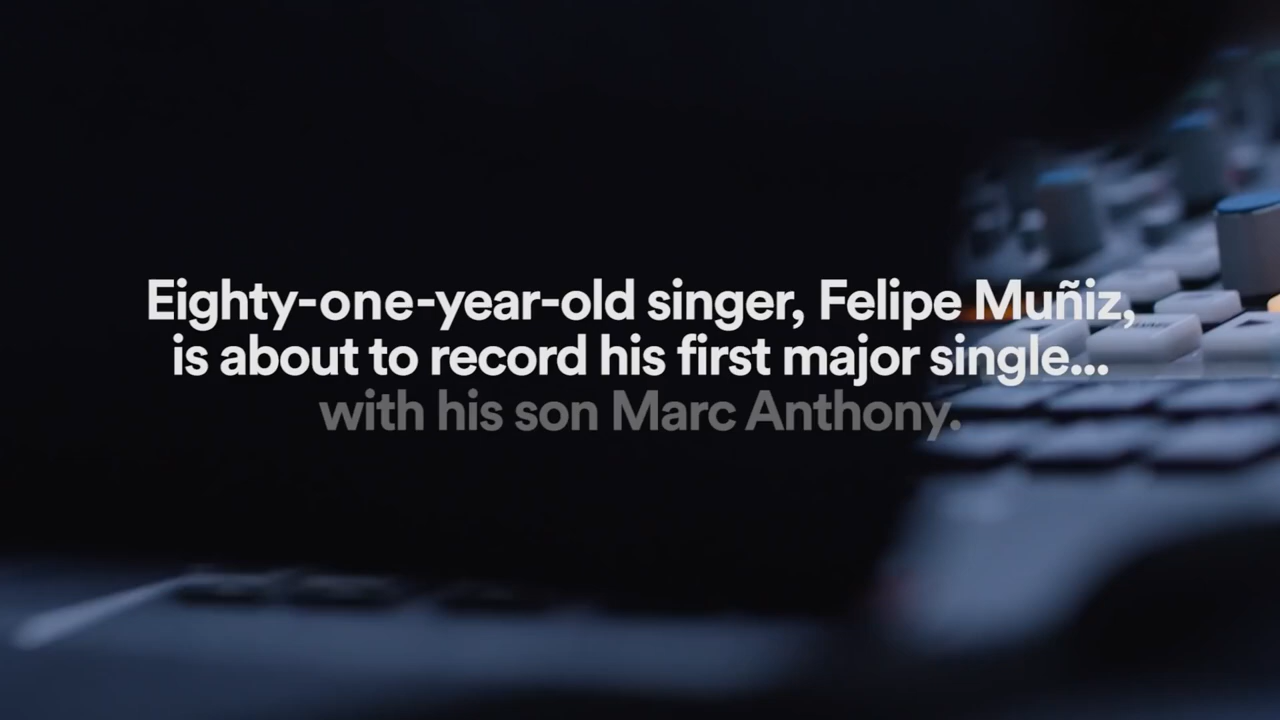 Eighty-one-year-old singer, Felipe Muñiz,
is about to record his first major single...
with his son Marc Anthony.